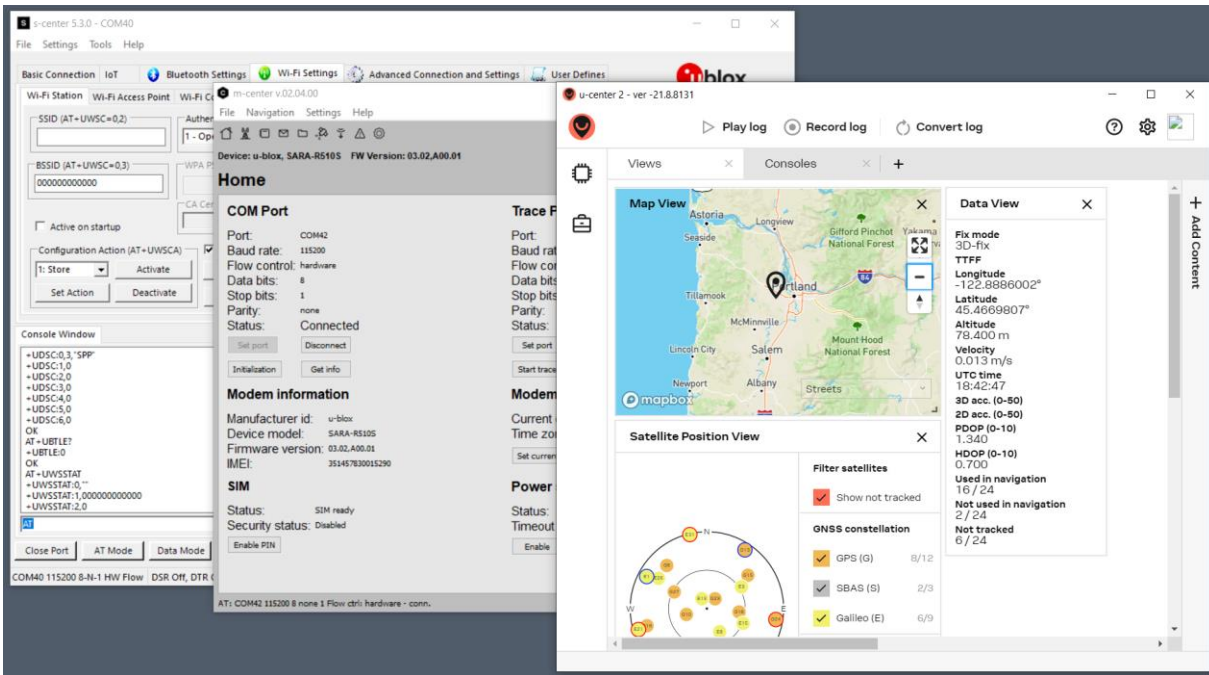 s-center 5.3.0 - COM40
File Settings Tools Help
Basic Connection IoT Bluetooth Settings Wi-Fi Settings Advanced Connection and Settings User Defines
ublox
Wi-Fi Station Wi-Fi Access Point
SSID (AT+UWSC=0,2)
BSSID (AT+UWSC=0,3)
000000000000
Active on startup
Configuration Action (AT+UWSCA)
1: Store Activate
Set Action Deactivate
Console Window
+UDSC:0,3,"SPP"
+UDSC:1,0
+UDSC:2,0
+UDSC:3,0
+UDSC:4,0
+UDSC:5,0
+UDSC:6,0
OK
AT+UBTLE?
+UBTLE:0
OK
AT+UWSSTAT
+UWSSTAT:0,""
+UWSSTAT:1,000000000000
+UWSSTAT:2,0
AT
Close Port AT Mode Data Mode
COM40 115200 8-N-1 HW Flow DSR Off, DTR
m-center v.02.04.00
File Navigation Settings Help
Device: u-blox, SARA-R510S FW Version: 03.02,A00.01
Home
COM Port
Port: COM42
Baud rate: 115200
Flow control: hardware
Data bits: 8
Stop bits: 1
Parity: none
Status: Connected
Set port Disconnect
Initialization Get info
Modem information
Manufacturer id: u-blox
Device model: SARA-R510S
Firmware version: 03.02,A00.01
IMEI: 351457830015290
SIM
Status: SIM ready
Security status: Disabled
Enable PIN
Trace P
Port:
Baud rat
Flow con
Data bits
Stop bits
Parity:
Status:
Set port
Start trace
Modem
Current
Time zo
Set curren
Power
Status:
Timeout
Enable
AT: COM42 115200 8 none 1 Flow ctrl: hardware - conn.
u-center 2 - ver -21.8.8131
Play log Record log Convert log
Views Consoles
Add Content
Map View
Astoria
Longview
Seaside
Gifford Pinchot
National Forest
Yakama
84
Portland
Tillamook
McMinnville
Mount Hood
National Forest
Lincoln City
Salem
Newport
Albany
Streets
mapbox
Data View
Fix mode
3D-fix
TTFF
Longitude
-122.8886002°
Latitude
45.4669807°
Altitude
78.400 m
Velocity
0.013 m/s
UTC time
18:42:47
3D acc. (0-50)
2D acc. (0-50)
PDOP (0-10)
1.340
HDOP (0-10)
0.700
Used in navigation
16/24
Not used in navigation
2/24
Not tracked
6/24
Satellite Position View
N
W
E
Filter satellites
Show not tracked
GNSS constellation
GPS (G) 8/12
SBAS (S) 2/3
Galileo (E) 6/9